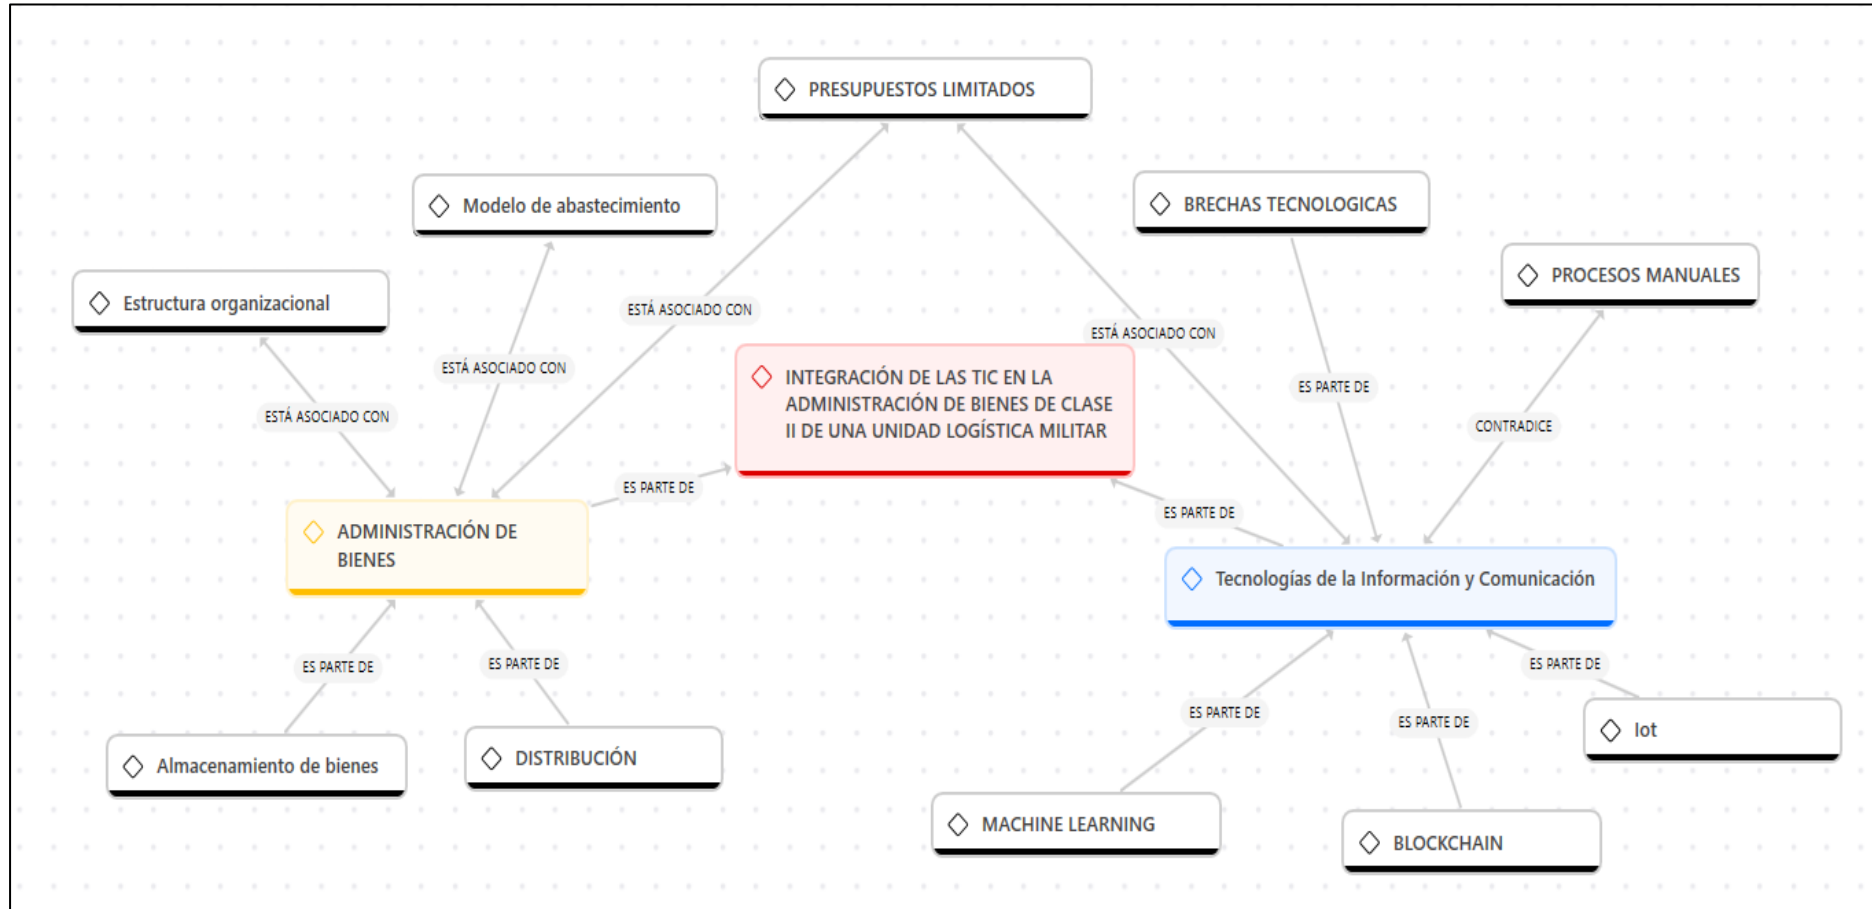 PRESUPUESTOS LIMITADOS
Modelo de abastecimiento
BRECHAS TECNOLOGICAS
PROCESOS MANUALES
Estructura organizacional
ESTÁ ASOCIADO CON
ESTÁ ASOCIADO CON
ESTÁ ASOCIADO CON
ESTÁ ASOCIADO CON
ES PARTE DE
CONTRADICE
INTEGRACIÓN DE LAS TIC EN LA
ADMINISTRACIÓN DE BIENES DE CLASE
II DE UNA UNIDAD LOGÍSTICA MILITAR
ESTÁ ASOCIADO CON
ES PARTE DE
ES PARTE DE
ADMINISTRACIÓN DE
BIENES
Tecnologías de la Información y Comunicación
ES PARTE DE
ES PARTE DE
ES PARTE DE
ES PARTE DE
ES PARTE DE
Almacenamiento de bienes
DISTRIBUCIÓN
Iot
MACHINE LEARNING
BLOCKCHAIN